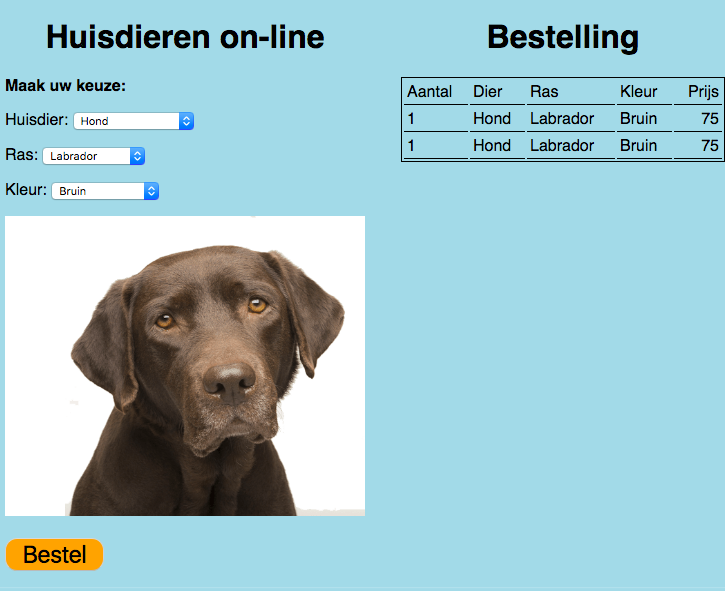 Huisdieren on-line
Maak uw keuze:
Huisdier: Hond
Ras: Labrador
Kleur: Bruin
Bestel
Bestelling
Aantal Dier Ras Kleur Prijs
1 Hond Labrador Bruin 75
1 Hond Labrador Bruin 75